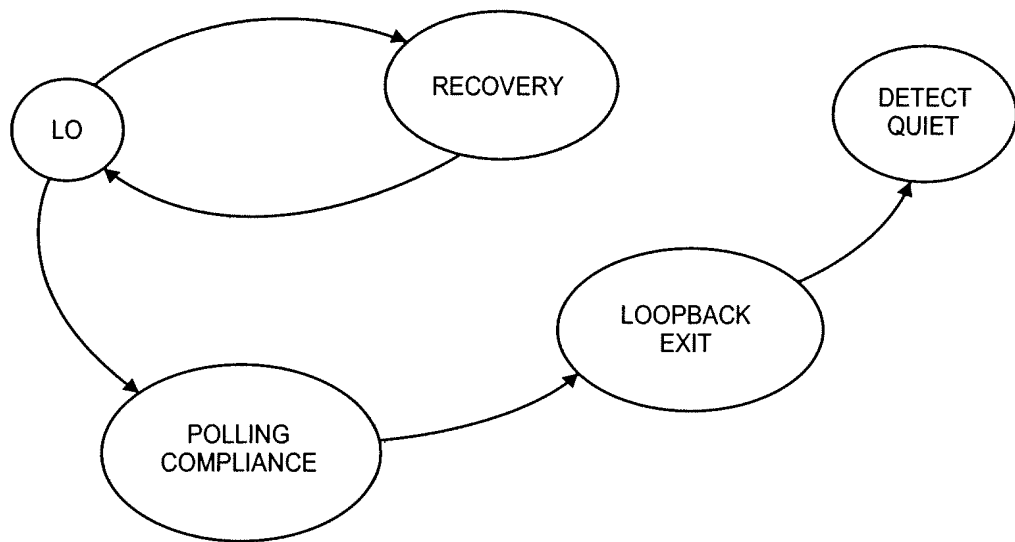 RECOVERY
DETECT
QUIET
LO
LOOPBACK
EXIT
POLLING
COMPLIANCE